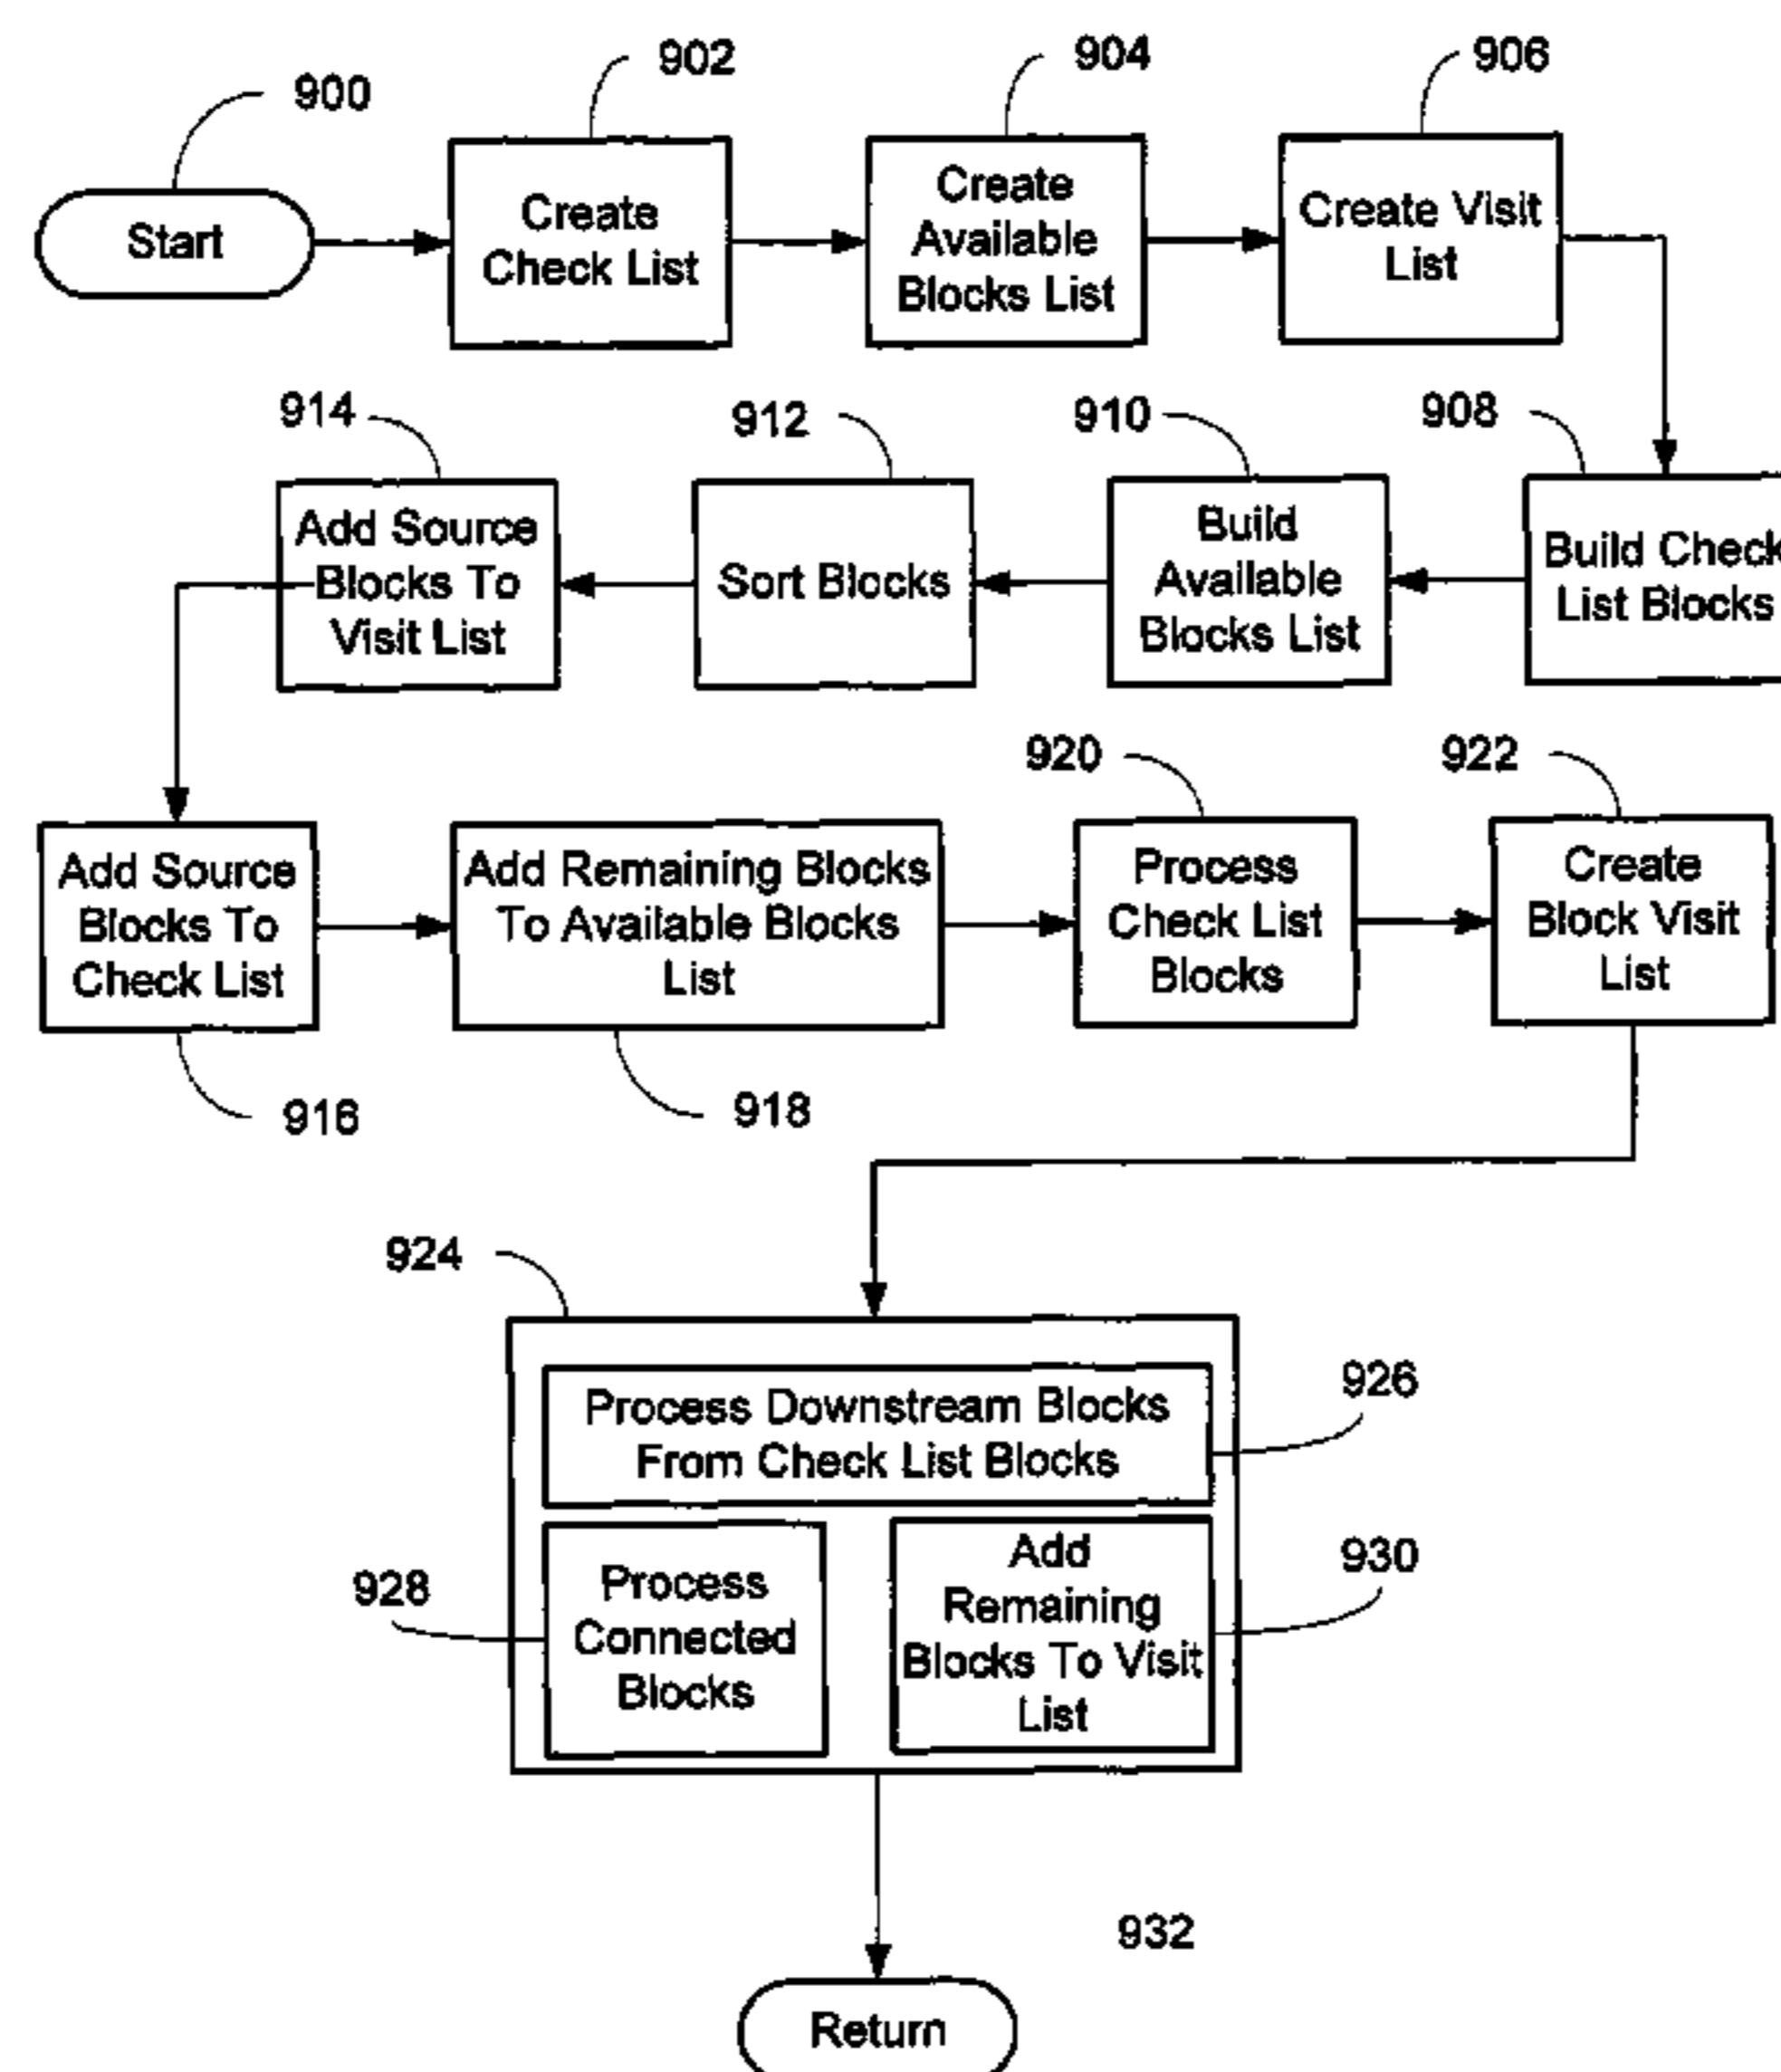 900
902
904
906
Start
Create
Check List
Create
Available
Blocks List
Create Visit
List
914
912
910
908
Add Source
Blocks To
Visit List
Sort Blocks
Build
Available
Blocks List
Build Check
List Blocks
920
922
Add Source
Blocks To
Check List
Add Remaining Blocks
To Available Blocks
List
Process
Check List
Blocks
Create
Block Visit
List
916
918
924
Process Downstream Blocks
From Check List Blocks
926
928
Process
Connected
Blocks
Add
Remaining
Blocks To Visit
List
930
932
Return